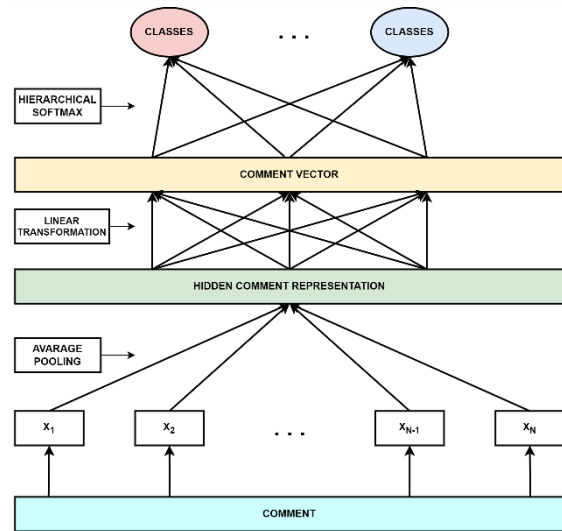 CLASSES
. . .
CLASSES
HIERARCHICAL
SOFTMAX
COMMENT VECTOR
LINEAR
TRANSFORMATION
HIDDEN COMMENT REPRESENTATION
AVARAGE
POOLING
X1
X2
. . .
XN-1
XN
COMMENT